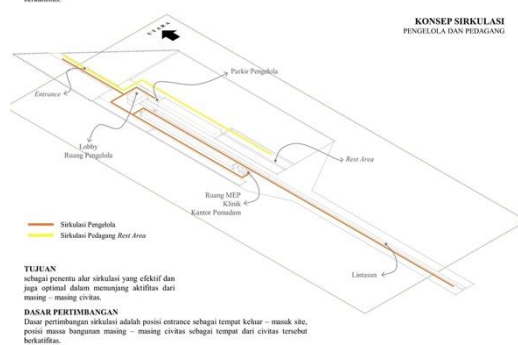 berkatifitas.
KONSEP SIRKULASI
PENGELOLA DAN PEDAGANG
UTARA
Parkir Pengelola
Entrance
Lobby
Ruang Pengelola
Rest Area
Ruang MEP
Klinik
Kantor Pemadam
Sirkulasi Pengelola
Sirkulasi Pedagang Rest Area
Lintasan
TUJUAN
sebagai penentu alur sirkulasi yang efektif dan
juga optimal dalam menunjang aktifitas dari
masing – masing civitas.
DASAR PERTIMBANGAN
Dasar pertimbangan sirkulasi adalah posisi entrance sebagai tempat keluar – masuk site,
posisi massa bangunan masing – masing civitas sebagai tempat dari civitas tersebut
berkatifitas.